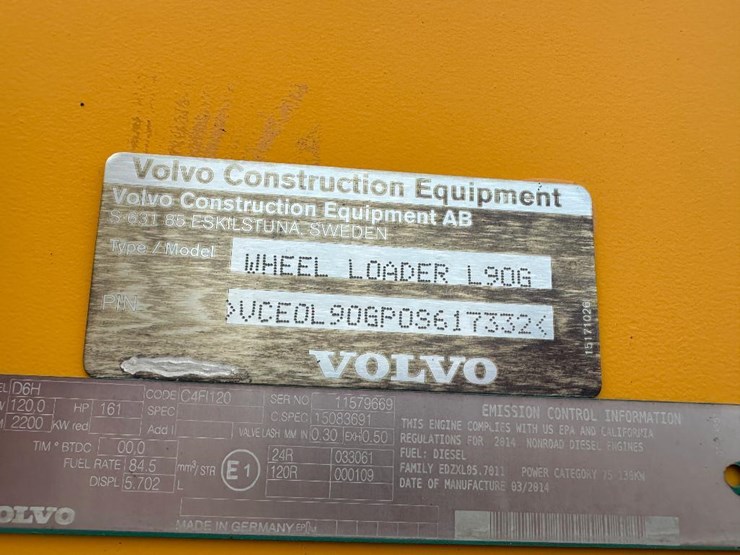 Volvo Construction Equipment
Volvo Construction Equipment AB
S-631 85 ESKILSTUNA, SWEDEN
Type / Model WHEEL LOADER L90G
PIN >VCE0L90GP0S617332<
15171026
VOLVO
D6H
120.0 HP 161
2200 KW red
TIM ° BTDC 00.0
FUEL RATE 84.5 mm³/STR
DISPL 5.702 L
CODE C4FI120
SPEC
Add I
SER NO 11579669
C.SPEC 15083691
VALVE LASH MM IN 0.30 EXH 0.50
24R 033061
120R 000109
E1
EMISSION CONTROL INFORMATION
THIS ENGINE COMPLIES WITH US EPA AND CALIFORNIA
REGULATIONS FOR 2014 NONROAD DIESEL ENGINES
FUEL: DIESEL
FAMILY EDZXL05.7011 POWER CATEGORY 75-130KW
DATE OF MANUFACTURE 03/2014
OLVO
MADE IN GERMANY